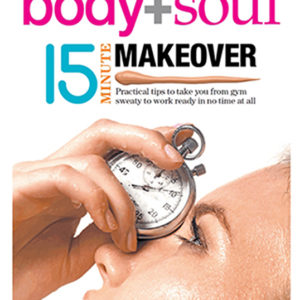 body+soul
15
MINUTE
MAKEOVER
Practical tips to take you from gym
sweaty to work ready in no time at all